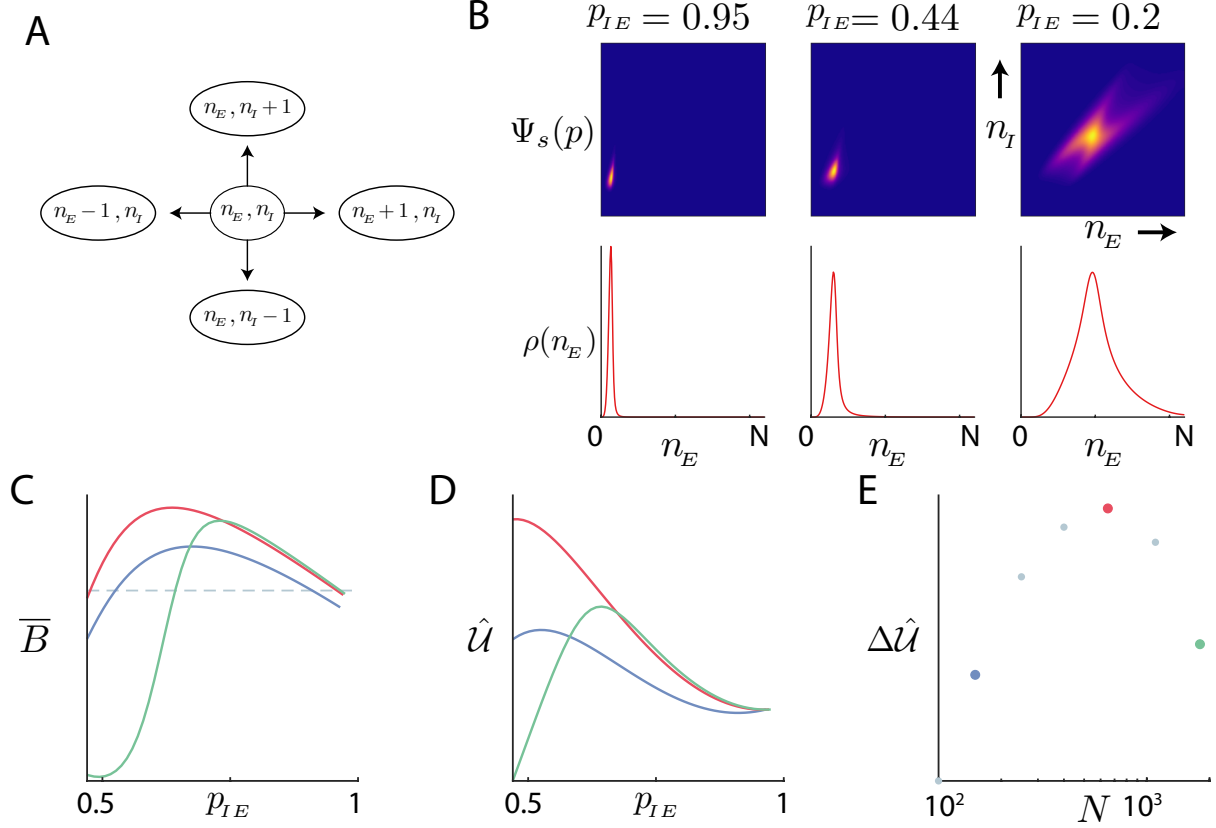 A
n_E, n_I+1
n_E−1, n_I
n_E, n_I
n_E+1, n_I
n_E, n_I−1
B
p_IE = 0.95
p_IE = 0.44
p_IE = 0.2
Ψ_s(p)
n_I
n_E
ρ(n_E)
0
N
n_E
0
N
n_E
0
N
n_E
C
B̅
0.5
p_IE
1
D
𝒰̂
0.5
p_IE
1
E
Δ𝒰̂
10²
N
10³